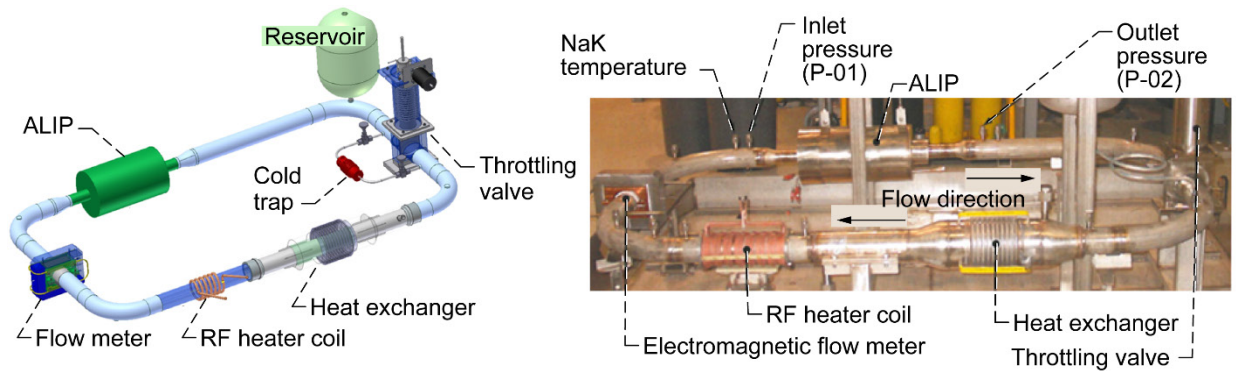 Reservoir
ALIP
Cold
trap
Throttling
valve
Heat exchanger
RF heater coil
Flow meter
NaK
temperature
Inlet
pressure
(P-01)
ALIP
Outlet
pressure
(P-02)
Flow direction
RF heater coil
Electromagnetic flow meter
Heat exchanger
Throttling valve